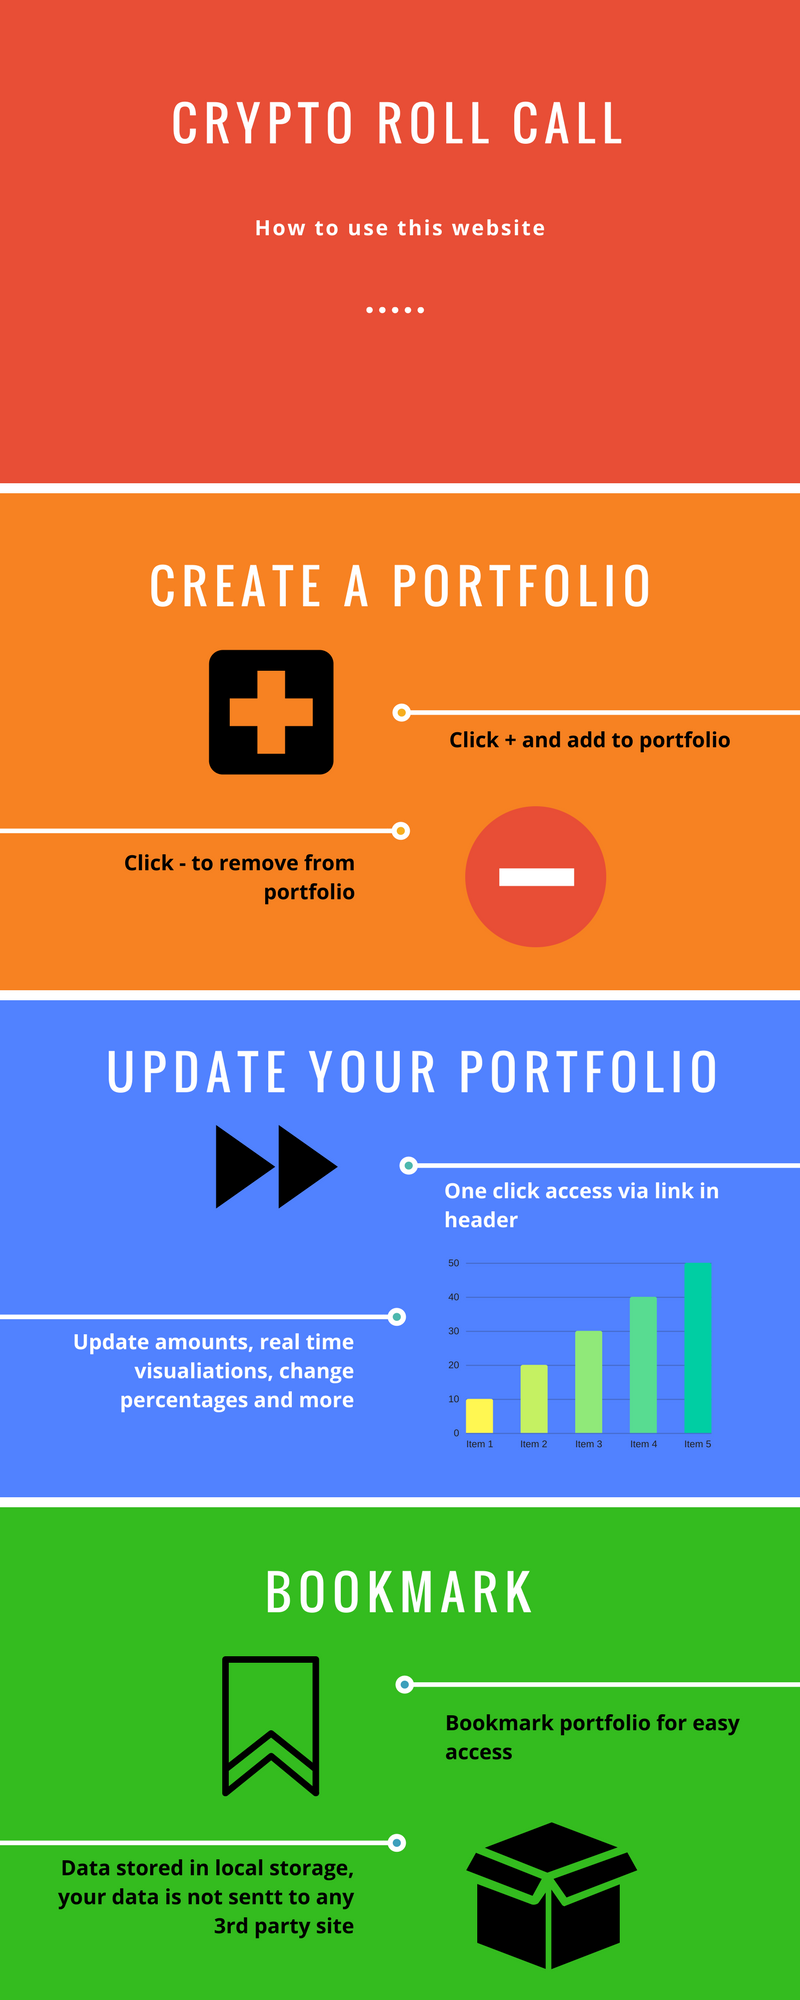 CRYPTO ROLL CALL
How to use this website
CREATE A PORTFOLIO
Click + and add to portfolio
Click - to remove from
portfolio
UPDATE YOUR PORTFOLIO
One click access via link in
header
Update amounts, real time
visualiations, change
percentages and more
50
40
30
20
10
0
Item 1 Item 2 Item 3 Item 4 Item 5
BOOKMARK
Bookmark portfolio for easy
access
Data stored in local storage,
your data is not sentt to any
3rd party site